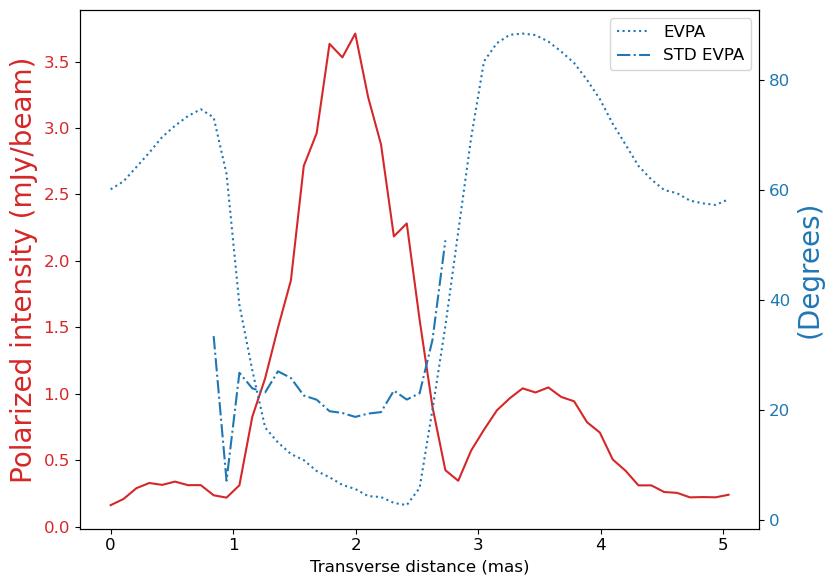 EVPA
STD EVPA
Polarized intensity (mJy/beam)
3.5
3.0
2.5
2.0
1.5
1.0
0.5
0.0
80
60
40
20
0
(Degrees)
0 1 2 3 4 5
Transverse distance (mas)